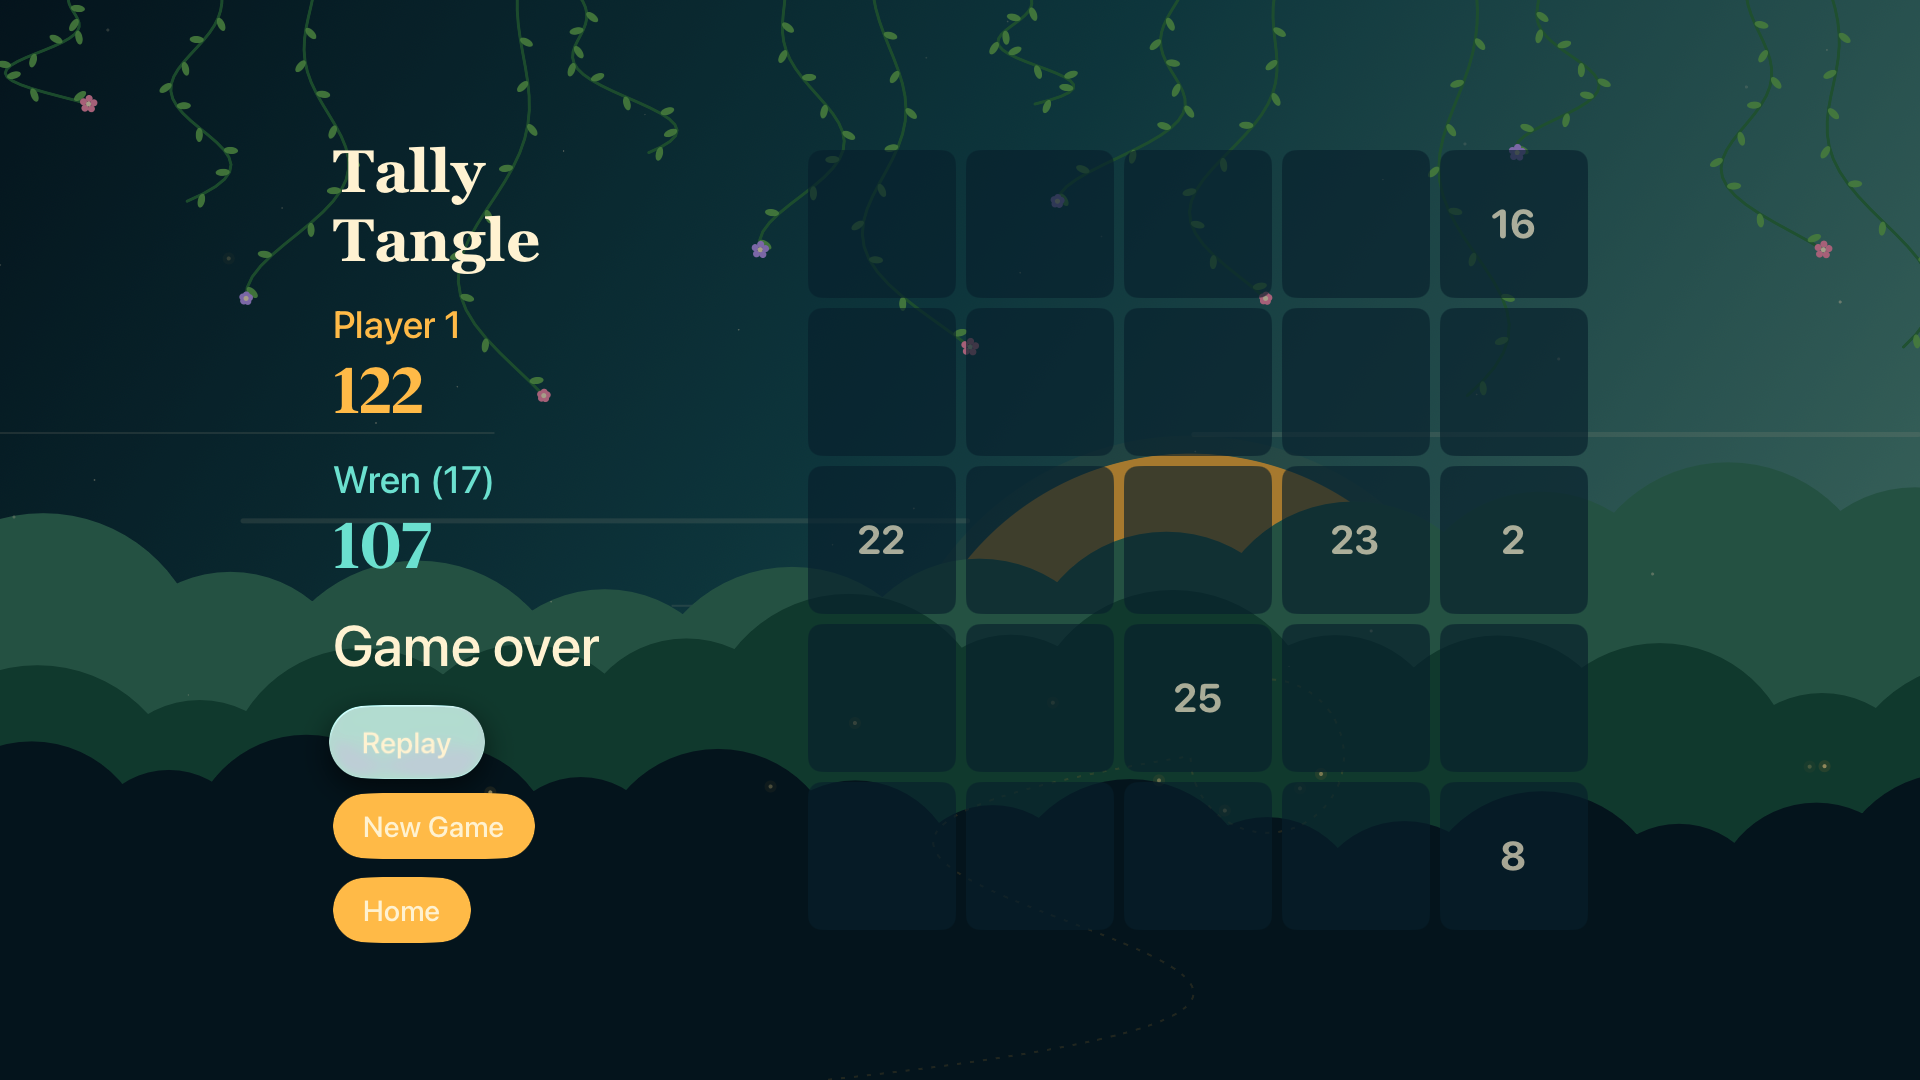 Tally
Tangle
Player 1
122
Wren (17)
107
Game over
Replay
New Game
Home
16
22 23 2
25
8